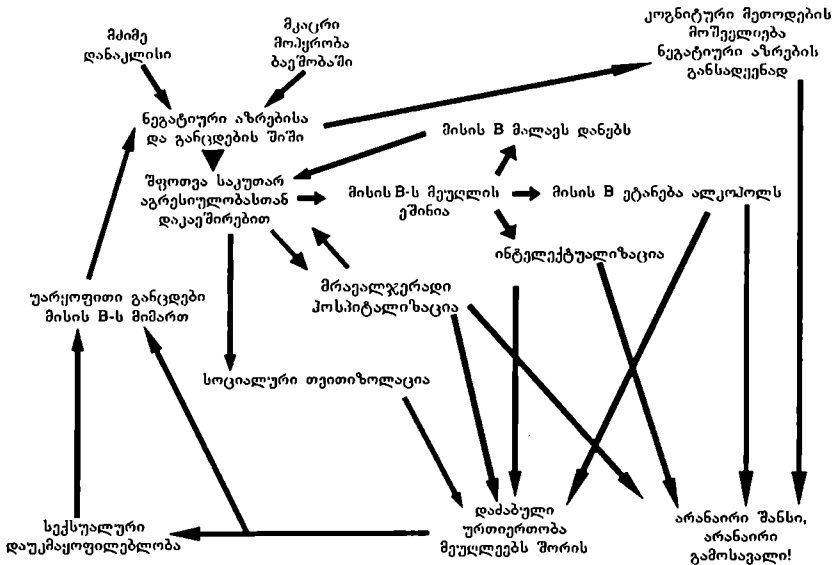 მძიმე
დანაკლისი
მკაცრი
მოპყრობა
ბავშობაში
კოგნიტური მეთოდების
მოშველიება
ნეგატიური აზრების
განსადევნად
ნეგატიური აზრებისა
და განცდების შიში
მისის B მალავს დანებს
შფოთვა საკუთარ
აგრესიულობასთან
დაკავშირებით
მისის B-ს მეუღლის
ეშინია
მისის B ეტანება ალკოჰოლს
ინტელექტუალიზაცია
მრავალჯერადი
ჰოსპიტალიზაცია
უარყოფითი განცდები
მისის B-ს მიმართ
სოციალური თვითიზოლაცია
სექსუალური
დაუკმაყოფილებლობა
დაძაბული
ურთიერთობა
მეუღლეებს შორის
არანაირი შანსი,
არანაირი
გამოსავალი!